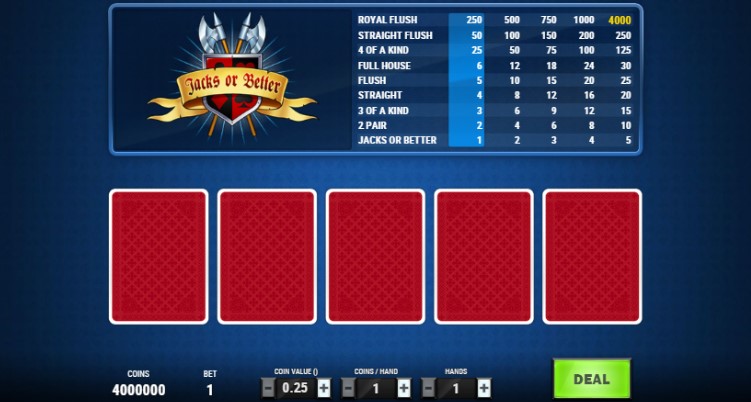 Jacks or Better
ROYAL FLUSH 250 500 750 1000 4000
STRAIGHT FLUSH 50 100 150 200 250
4 OF A KIND 25 50 75 100 125
FULL HOUSE 6 12 18 24 30
FLUSH 5 10 15 20 25
STRAIGHT 4 8 12 16 20
3 OF A KIND 3 6 9 12 15
2 PAIR 2 4 6 8 10
JACKS OR BETTER 1 2 3 4 5
COINS BET COIN VALUE () COINS / HAND HANDS
4000000 1 - 0.25 + - 1 + - 1 + DEAL